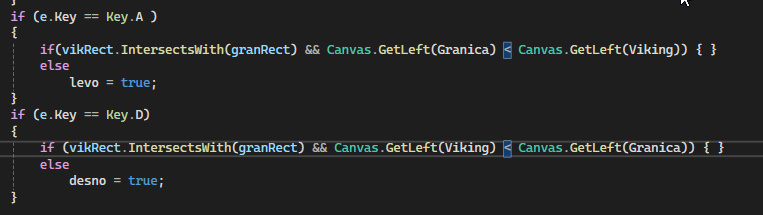 if (e.Key == Key.A )
{
if(vikRect.IntersectsWith(granRect) && Canvas.GetLeft(Granica) < Canvas.GetLeft(Viking)) { }
else
levo = true;
}
if (e.Key == Key.D)
{
if (vikRect.IntersectsWith(granRect) && Canvas.GetLeft(Viking) < Canvas.GetLeft(Granica)) { }
else
desno = true;
}